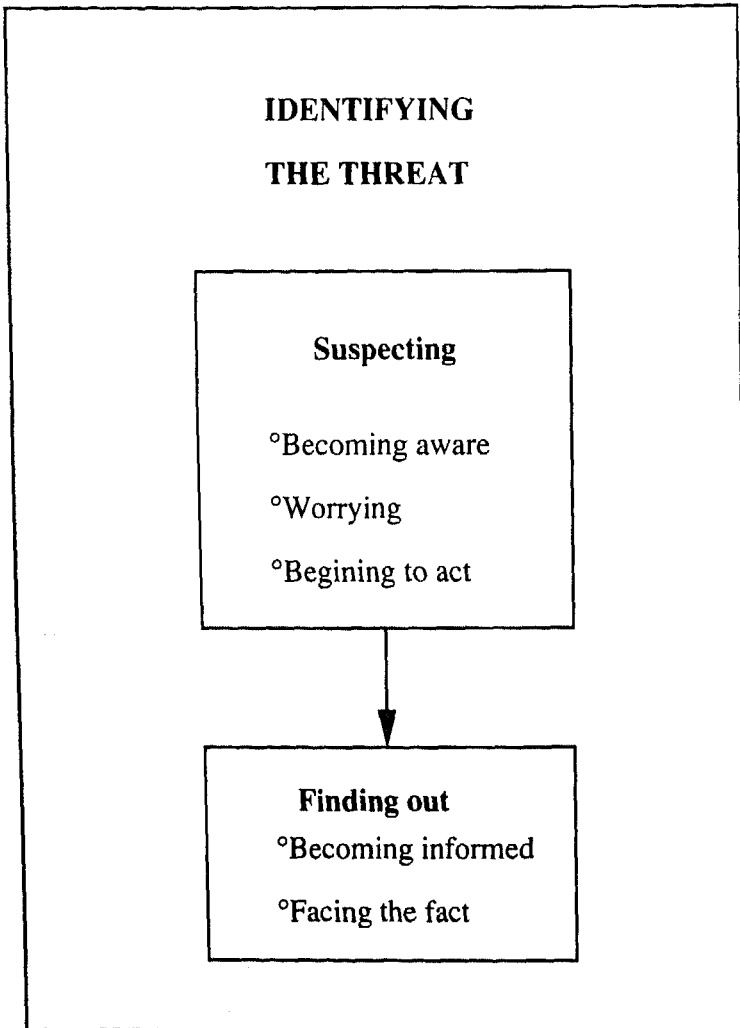 IDENTIFYING
THE THREAT
Suspecting
°Becoming aware
°Worrying
°Begining to act
Finding out
°Becoming informed
°Facing the fact